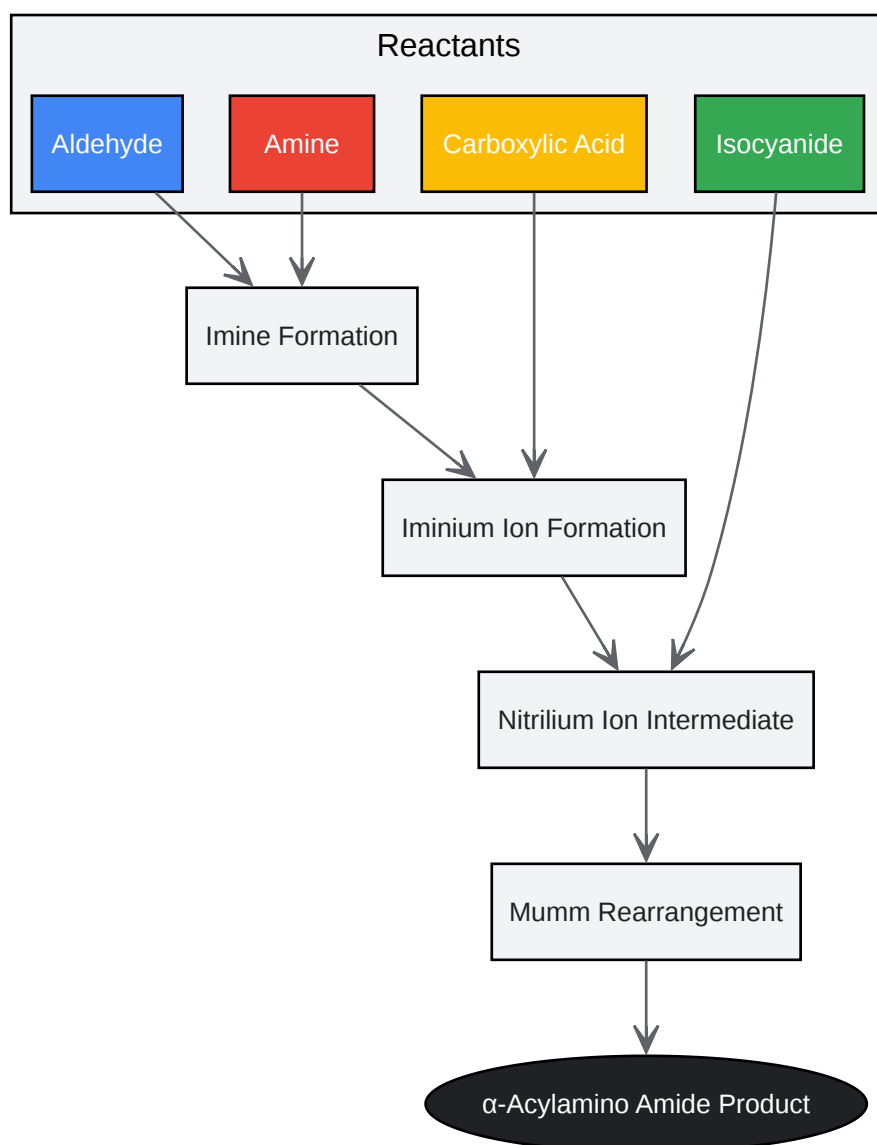 Reactants
Aldehyde
Amine
Carboxylic Acid
Isocyanide
Imine Formation
Iminium Ion Formation
Nitrilium Ion Intermediate
Mumm Rearrangement
α-Acylamino Amide Product